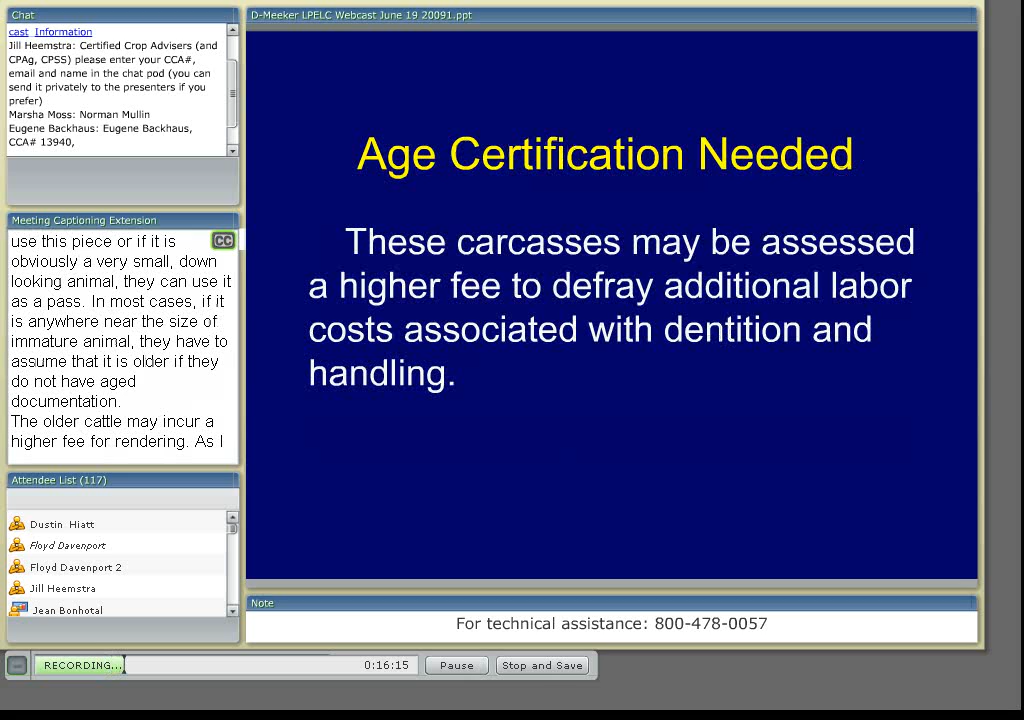 Chat
cast Information
Jill Heemstra: Certified Crop Advisers (and
CPAg, CPSS) please enter your CCA#,
email and name in the chat pod (you can
send it privately to the presenters if you
prefer)
Marsha Moss: Norman Mullin
Eugene Backhaus: Eugene Backhaus,
CCA# 13940,
Meeting Captioning Extension
CC
use this piece or if it is
obviously a very small, down
looking animal, they can use it
as a pass. In most cases, if it
is anywhere near the size of
immature animal, they have to
assume that it is older if they
do not have aged
documentation.
The older cattle may incur a
higher fee for rendering. As I
Attendee List (117)
Dustin Hiatt
Floyd Davenport
Floyd Davenport 2
Jill Heemstra
Jean Bonhotal
D-Meeker LPELC Webcast June 19 20091.ppt
Age Certification Needed
These carcasses may be assessed
a higher fee to defray additional labor
costs associated with dentition and
handling.
Note
For technical assistance: 800-478-0057
RECORDING... 0:16:15 Pause Stop and Save